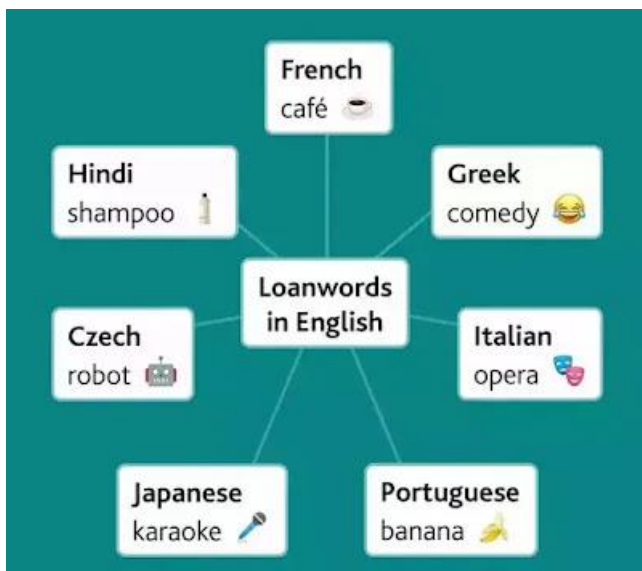 French
café
Hindi
shampoo
Greek
comedy
Loanwords
in English
Czech
robot
Italian
opera
Japanese
karaoke
Portuguese
banana